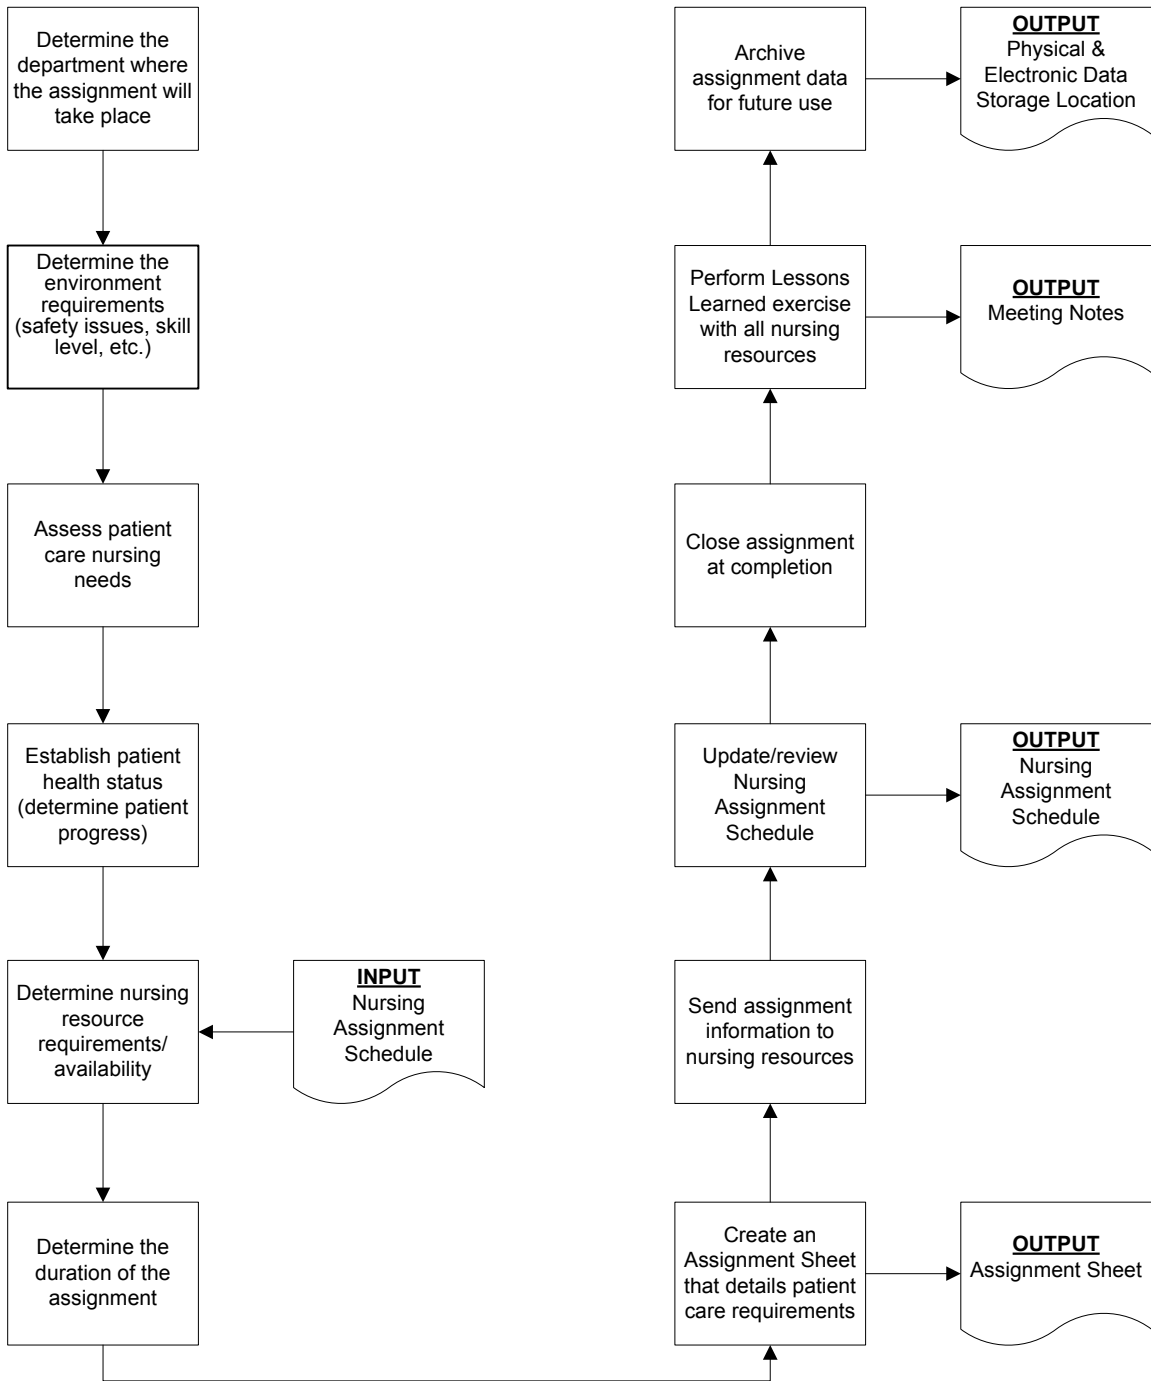 Determine the
department where
the assignment will
take place
Determine the
environment
requirements
(safety issues, skill
level, etc.)
Assess patient
care nursing
needs
Establish patient
health status
(determine patient
progress)
Determine nursing
resource
requirements/
availability
INPUT
Nursing
Assignment
Schedule
Determine the
duration of the
assignment
Create an
Assignment Sheet
that details patient
care requirements
OUTPUT
Assignment Sheet
Send assignment
information to
nursing resources
Update/review
Nursing
Assignment
Schedule
OUTPUT
Nursing
Assignment
Schedule
Close assignment
at completion
Perform Lessons
Learned exercise
with all nursing
resources
OUTPUT
Meeting Notes
Archive
assignment data
for future use
OUTPUT
Physical &
Electronic Data
Storage Location